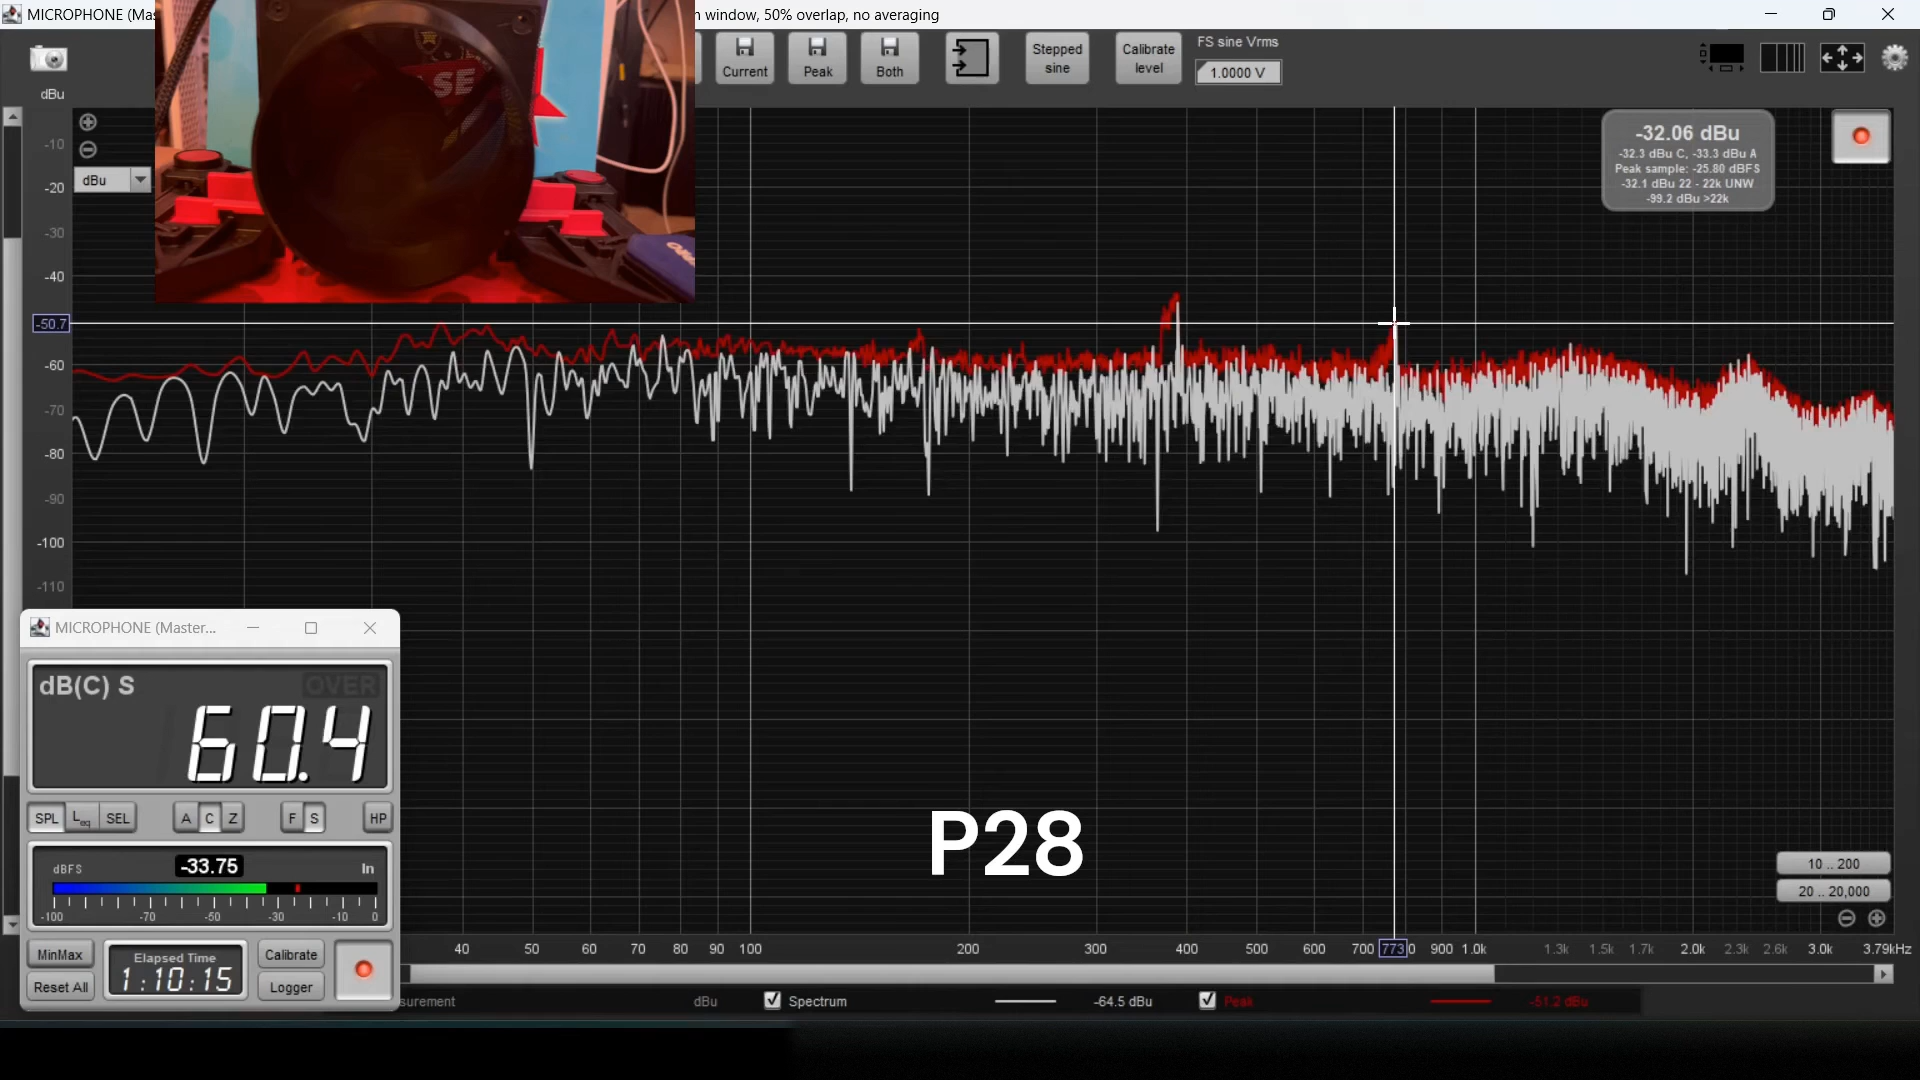 MICROPHONE (Mas
n window, 50% overlap, no averaging
Current
Peak
Both
Stepped
sine
Calibrate
level
FS sine Vrms
1.0000 V
dBu
dBu
-10
-20
-30
-40
-50.7
-60
-70
-80
-90
-100
-110
SE
-32.06 dBu
-32.3 dBu C, -33.3 dBu A
Peak sample: -25.80 dBFS
-32.1 dBu 22 - 22k UNW
-99.2 dBu >22k
MICROPHONE (Master...
dB(C) S
OVER
60.4
SPL
Leq
SEL
A
C
Z
F
S
HP
dBFS
-33.75
In
-100
-70
-50
-30
-10
0
MinMax
Reset All
Elapsed Time
1:10:15
Calibrate
Logger
P28
10 .. 200
20 .. 20,000
40
50
60
70
80
90
100
200
300
400
500
600
700
773
0
900
1.0k
1.3k
1.5k
1.7k
2.0k
2.3k
2.6k
3.0k
3.79kHz
surement
dBu
Spectrum
-64.5 dBu
Peak
-51.2 dBu